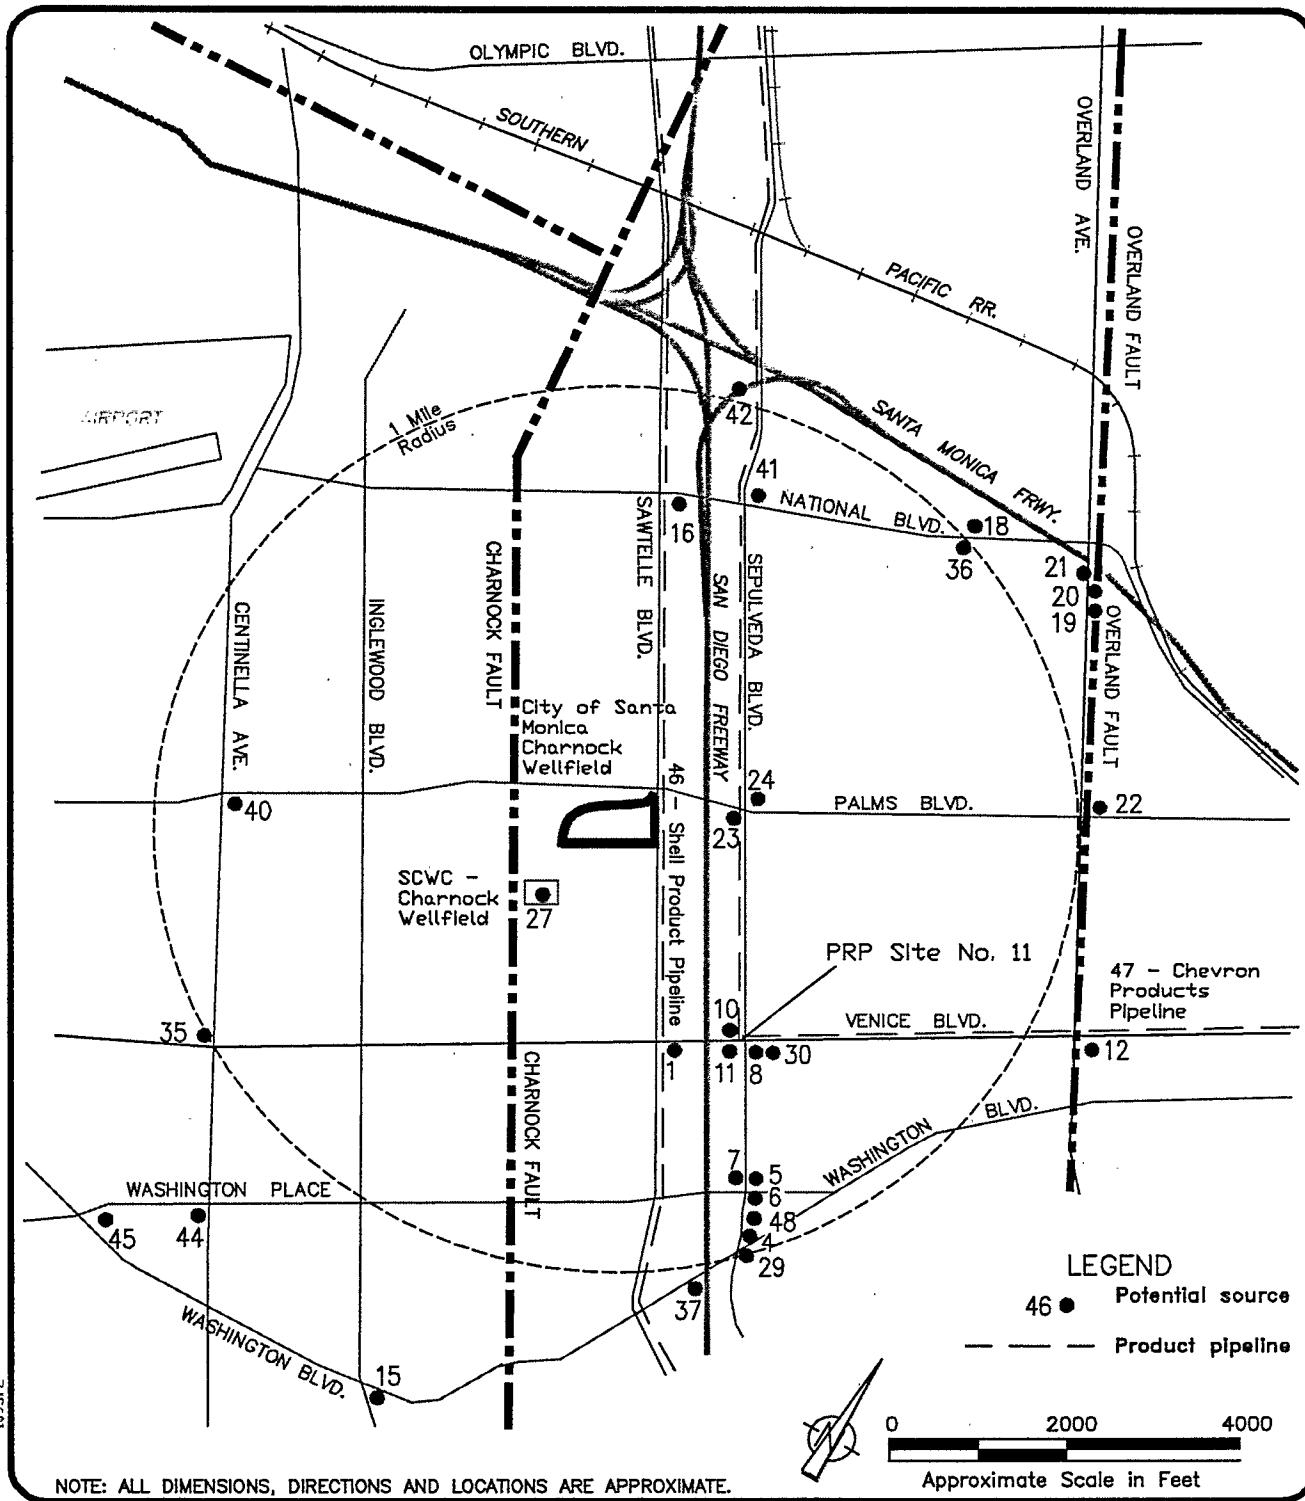 OLYMPIC BLVD.
SOUTHERN
PACIFIC RR.
OVERLAND AVE.
OVERLAND FAULT
AIRPORT
1 Mile
Radius
42
SANTA MONICA FRWY.
41
16
NATIONAL BLVD.
18
36
21
20
19
SAWTELLE BLVD.
SAN DIEGO FREEWAY
SEPULVEDA BLVD.
CHARNOCK FAULT
CENTINELLA AVE.
INGLEWOOD BLVD.
OVERLAND FAULT
City of Santa
Monica
Charnock
Wellfield
46 - Shell Product Pipeline
24
40
23
PALMS BLVD.
22
SCWC -
Charnock
Wellfield
27
PRP Site No. 11
47 - Chevron
Products
Pipeline
10
VENICE BLVD.
35
1
11
8
30
12
CHARNOCK FAULT
WASHINGTON BLVD.
7
5
WASHINGTON PLACE
6
48
45
44
4
29
37
WASHINGTON BLVD.
15
LEGEND
46 Potential source
Product pipeline
0 2000 4000
Approximate Scale in Feet
NOTE: ALL DIMENSIONS, DIRECTIONS AND LOCATIONS ARE APPROXIMATE.